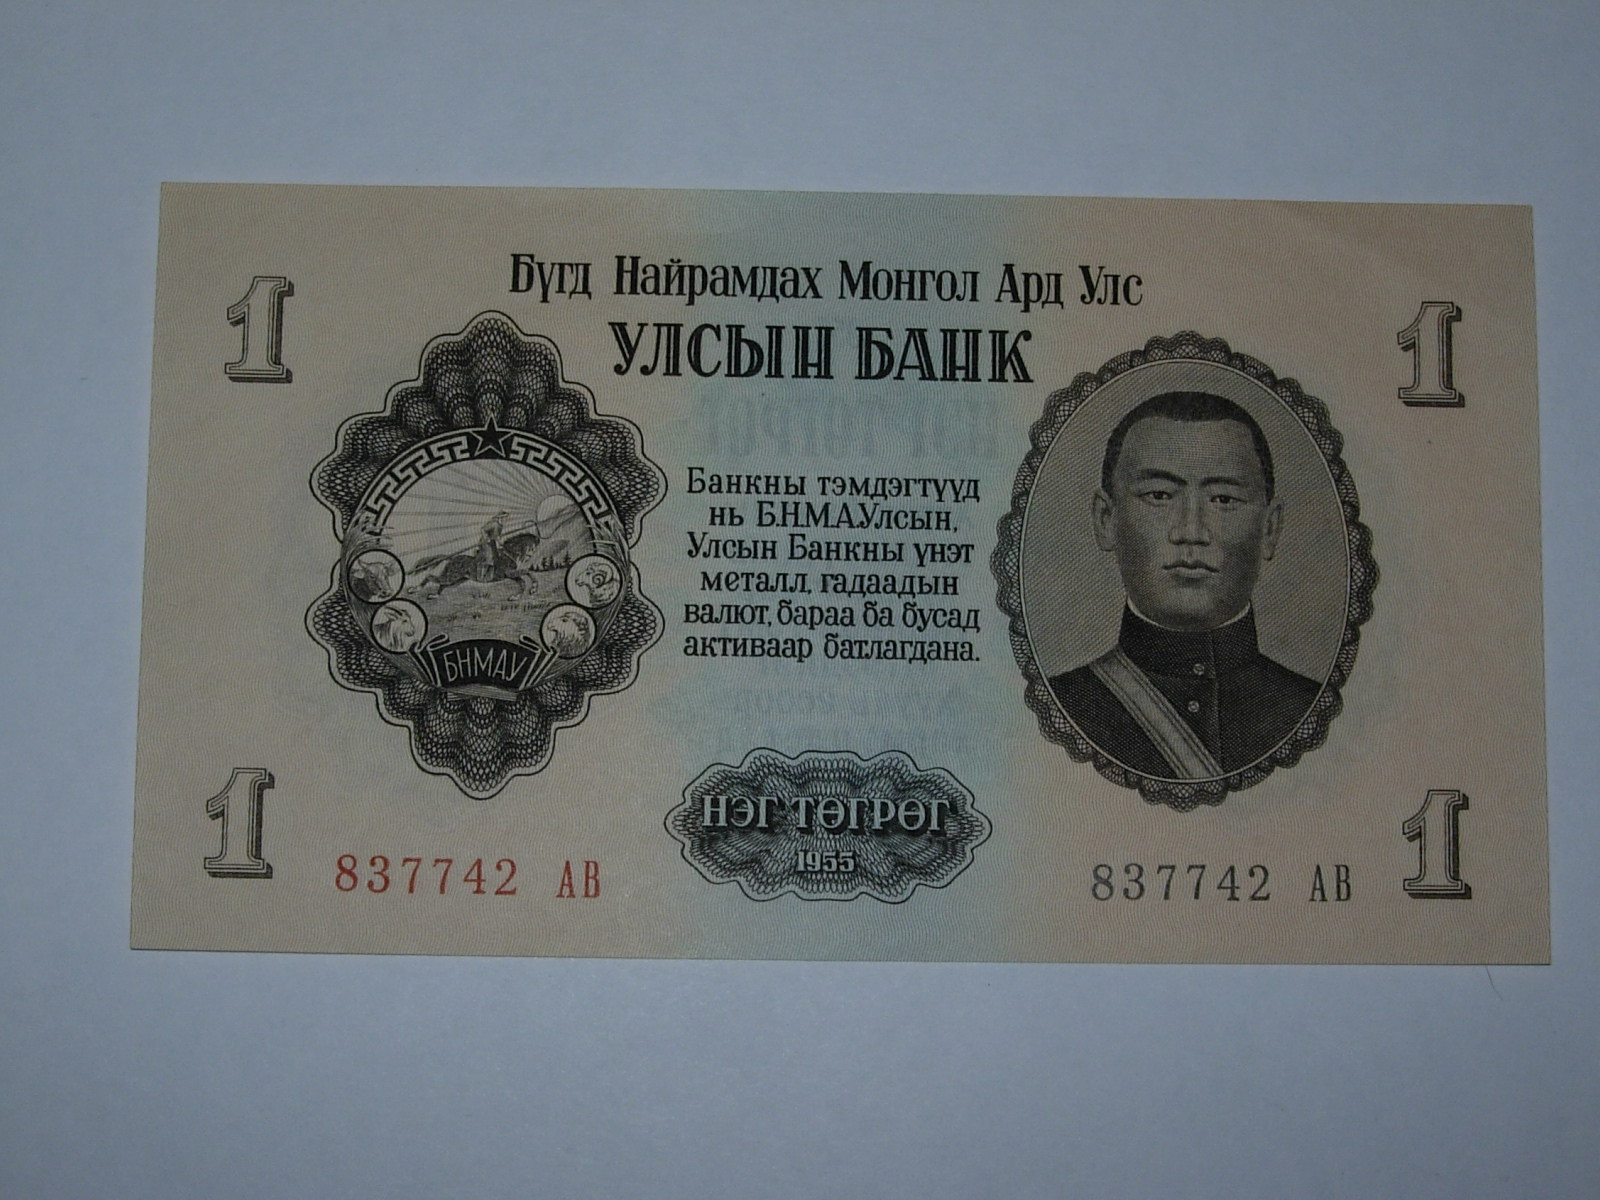 Бүгд Найрамдах Монгол Ард Улс
УЛСЫН БАНК
1
1
Банкны тэмдэгтүүд
нь Б.Н.М.А.Улсын,
Улсын Банкны үнэт
металл, гадаадын
валют, бараа ба бусад
активаар батлагдана.
БНМАУ
НЭГ ТӨГРӨГ
1955
1
1
837742 АВ
837742 АВ